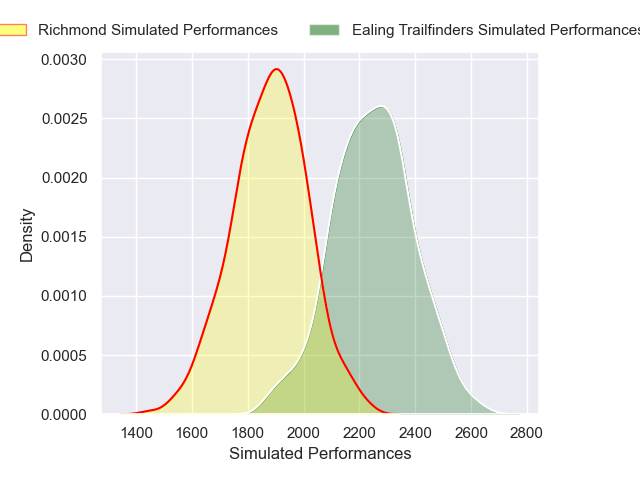 Richmond Simulated Performances Ealing Trailfinders Simulated Performances
0.0030
0.0025
0.0020
0.0015
0.0010
0.0005
0.0000
Density
1400 1600 1800 2000 2200 2400 2600 2800
Simulated Performances